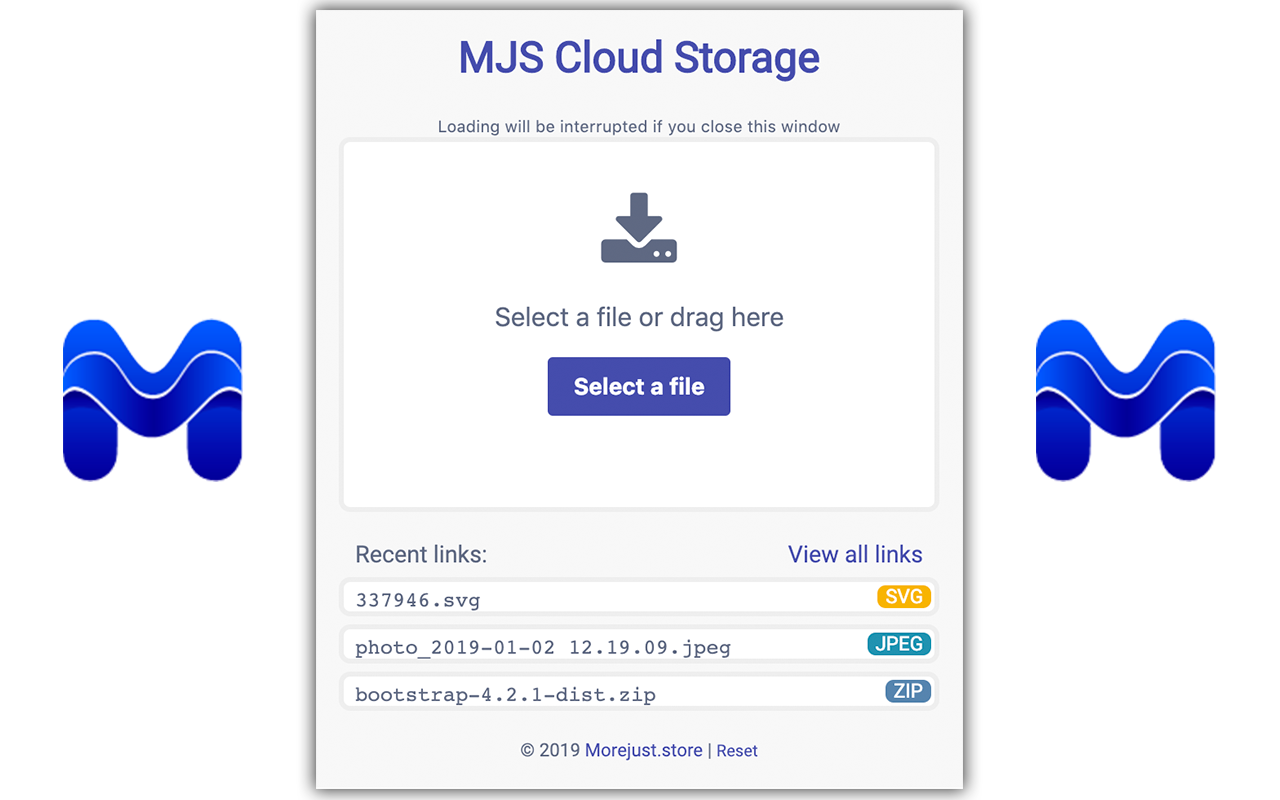 MJS Cloud Storage
Loading will be interrupted if you close this window
Select a file or drag here
Select a file
Recent links: View all links
337946.svg SVG
photo_2019-01-02 12.19.09.jpeg JPEG
bootstrap-4.2.1-dist.zip ZIP
© 2019 Morejust.store | Reset